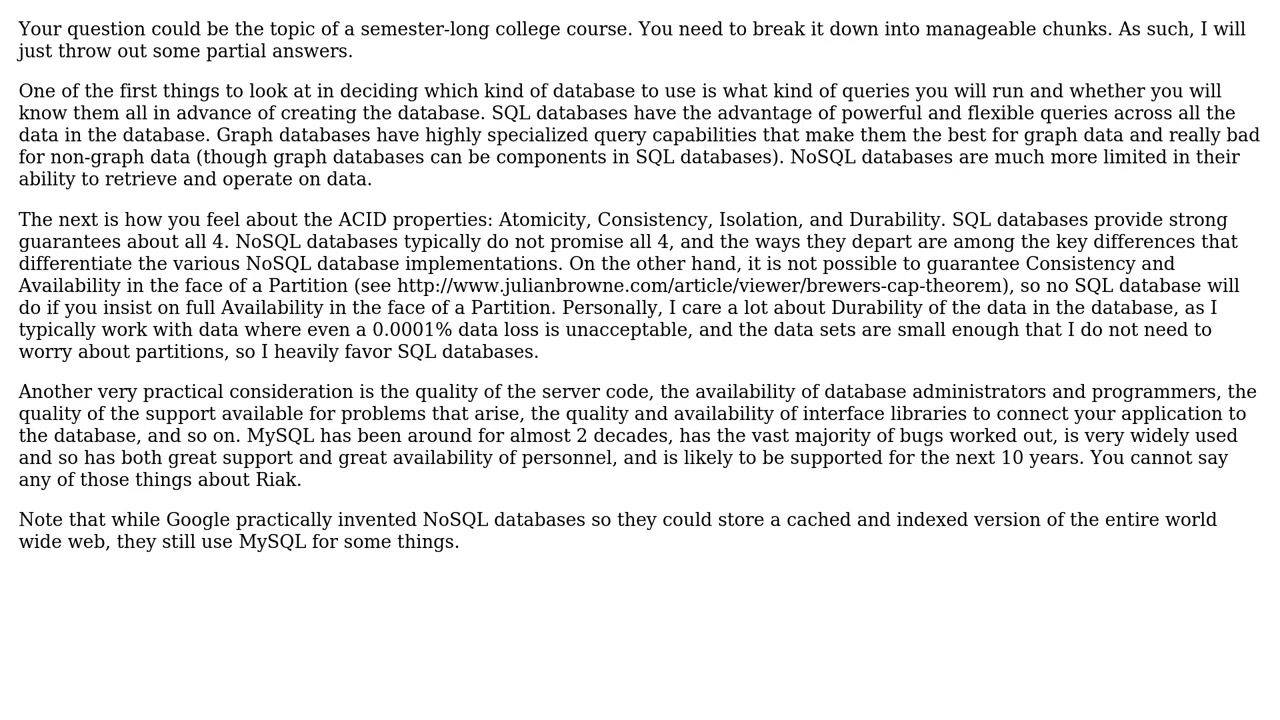 Your question could be the topic of a semester-long college course. You need to break it down into manageable chunks. As such, I will
just throw out some partial answers.
One of the first things to look at in deciding which kind of database to use is what kind of queries you will run and whether you will
know them all in advance of creating the database. SQL databases have the advantage of powerful and flexible queries across all the
data in the database. Graph databases have highly specialized query capabilities that make them the best for graph data and really bad
for non-graph data (though graph databases can be components in SQL databases). NoSQL databases are much more limited in their
ability to retrieve and operate on data.
The next is how you feel about the ACID properties: Atomicity, Consistency, Isolation, and Durability. SQL databases provide strong
guarantees about all 4. NoSQL databases typically do not promise all 4, and the ways they depart are among the key differences that
differentiate the various NoSQL database implementations. On the other hand, it is not possible to guarantee Consistency and
Availability in the face of a Partition (see http://www.julianbrowne.com/article/viewer/brewers-cap-theorem), so no SQL database will
do if you insist on full Availability in the face of a Partition. Personally, I care a lot about Durability of the data in the database, as I
typically work with data where even a 0.0001% data loss is unacceptable, and the data sets are small enough that I do not need to
worry about partitions, so I heavily favor SQL databases.
Another very practical consideration is the quality of the server code, the availability of database administrators and programmers, the
quality of the support available for problems that arise, the quality and availability of interface libraries to connect your application to
the database, and so on. MySQL has been around for almost 2 decades, has the vast majority of bugs worked out, is very widely used
and so has both great support and great availability of personnel, and is likely to be supported for the next 10 years. You cannot say
any of those things about Riak.
Note that while Google practically invented NoSQL databases so they could store a cached and indexed version of the entire world
wide web, they still use MySQL for some things.